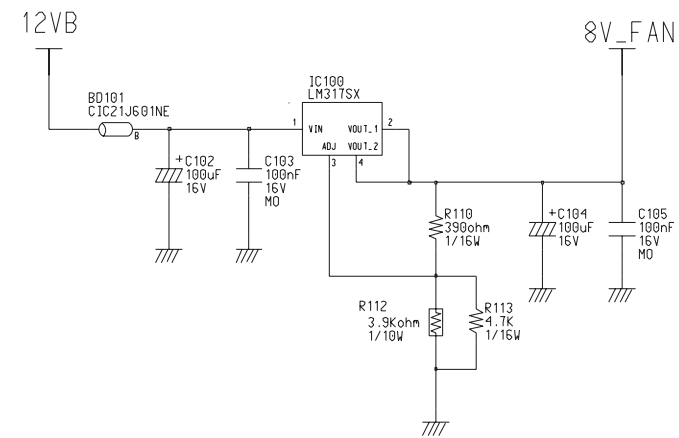 12VB
8V_FAN
BD101
CIC21J601NE
B
IC100
LM317SX
1
VIN
VOUT_1
2
ADJ
VOUT_2
3
4
+C102
100uF
16V
C103
100nF
16V
MO
R110
390ohm
1/16W
+C104
100uF
16V
C105
100nF
16V
MO
R112
3.9Kohm
1/10W
R113
4.7K
1/16W